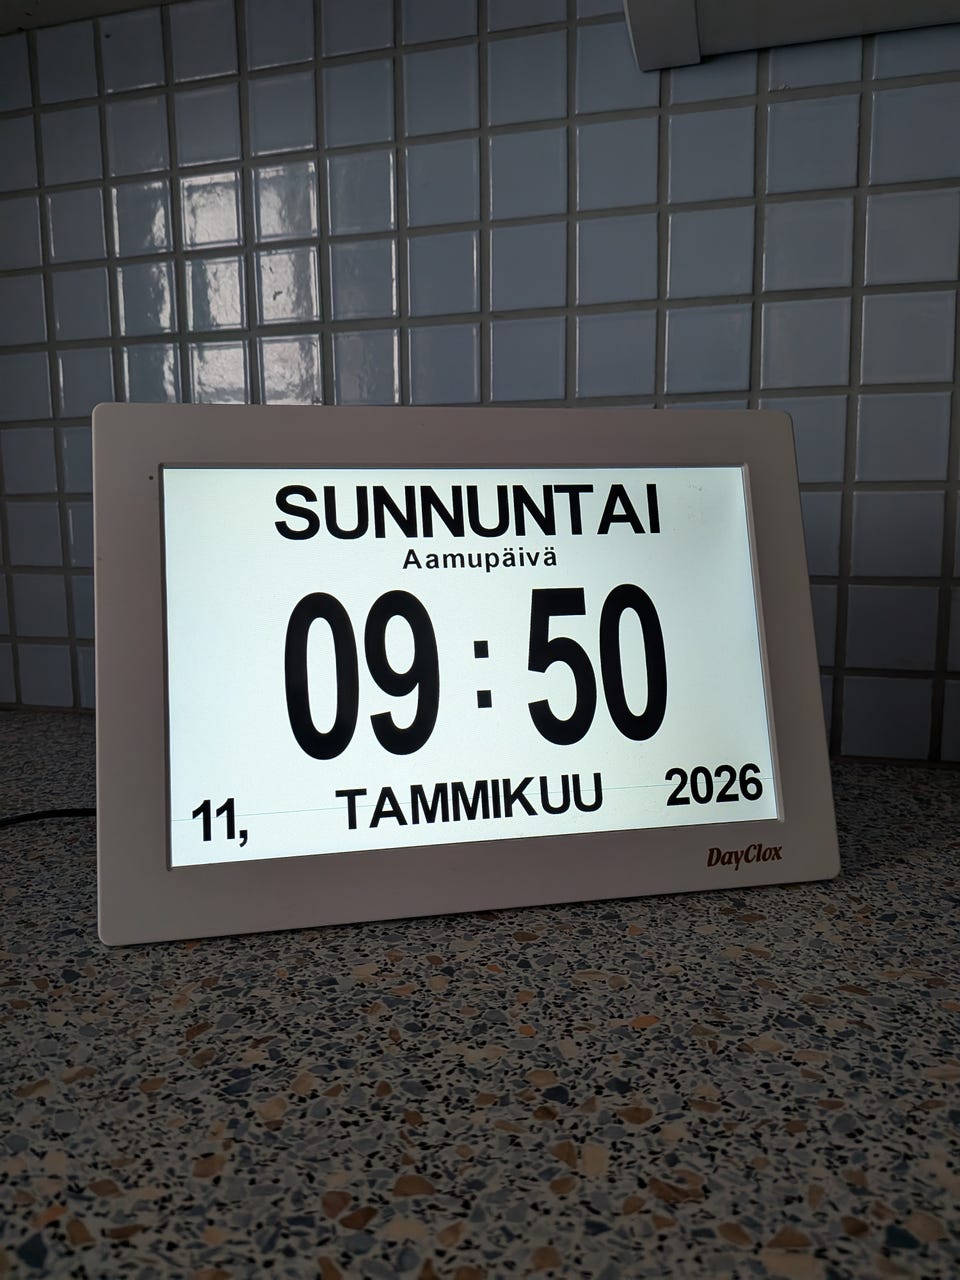 SUNNUNTAI
Aamupäivä
09:50
11, TAMMIKUU 2026
DayClox